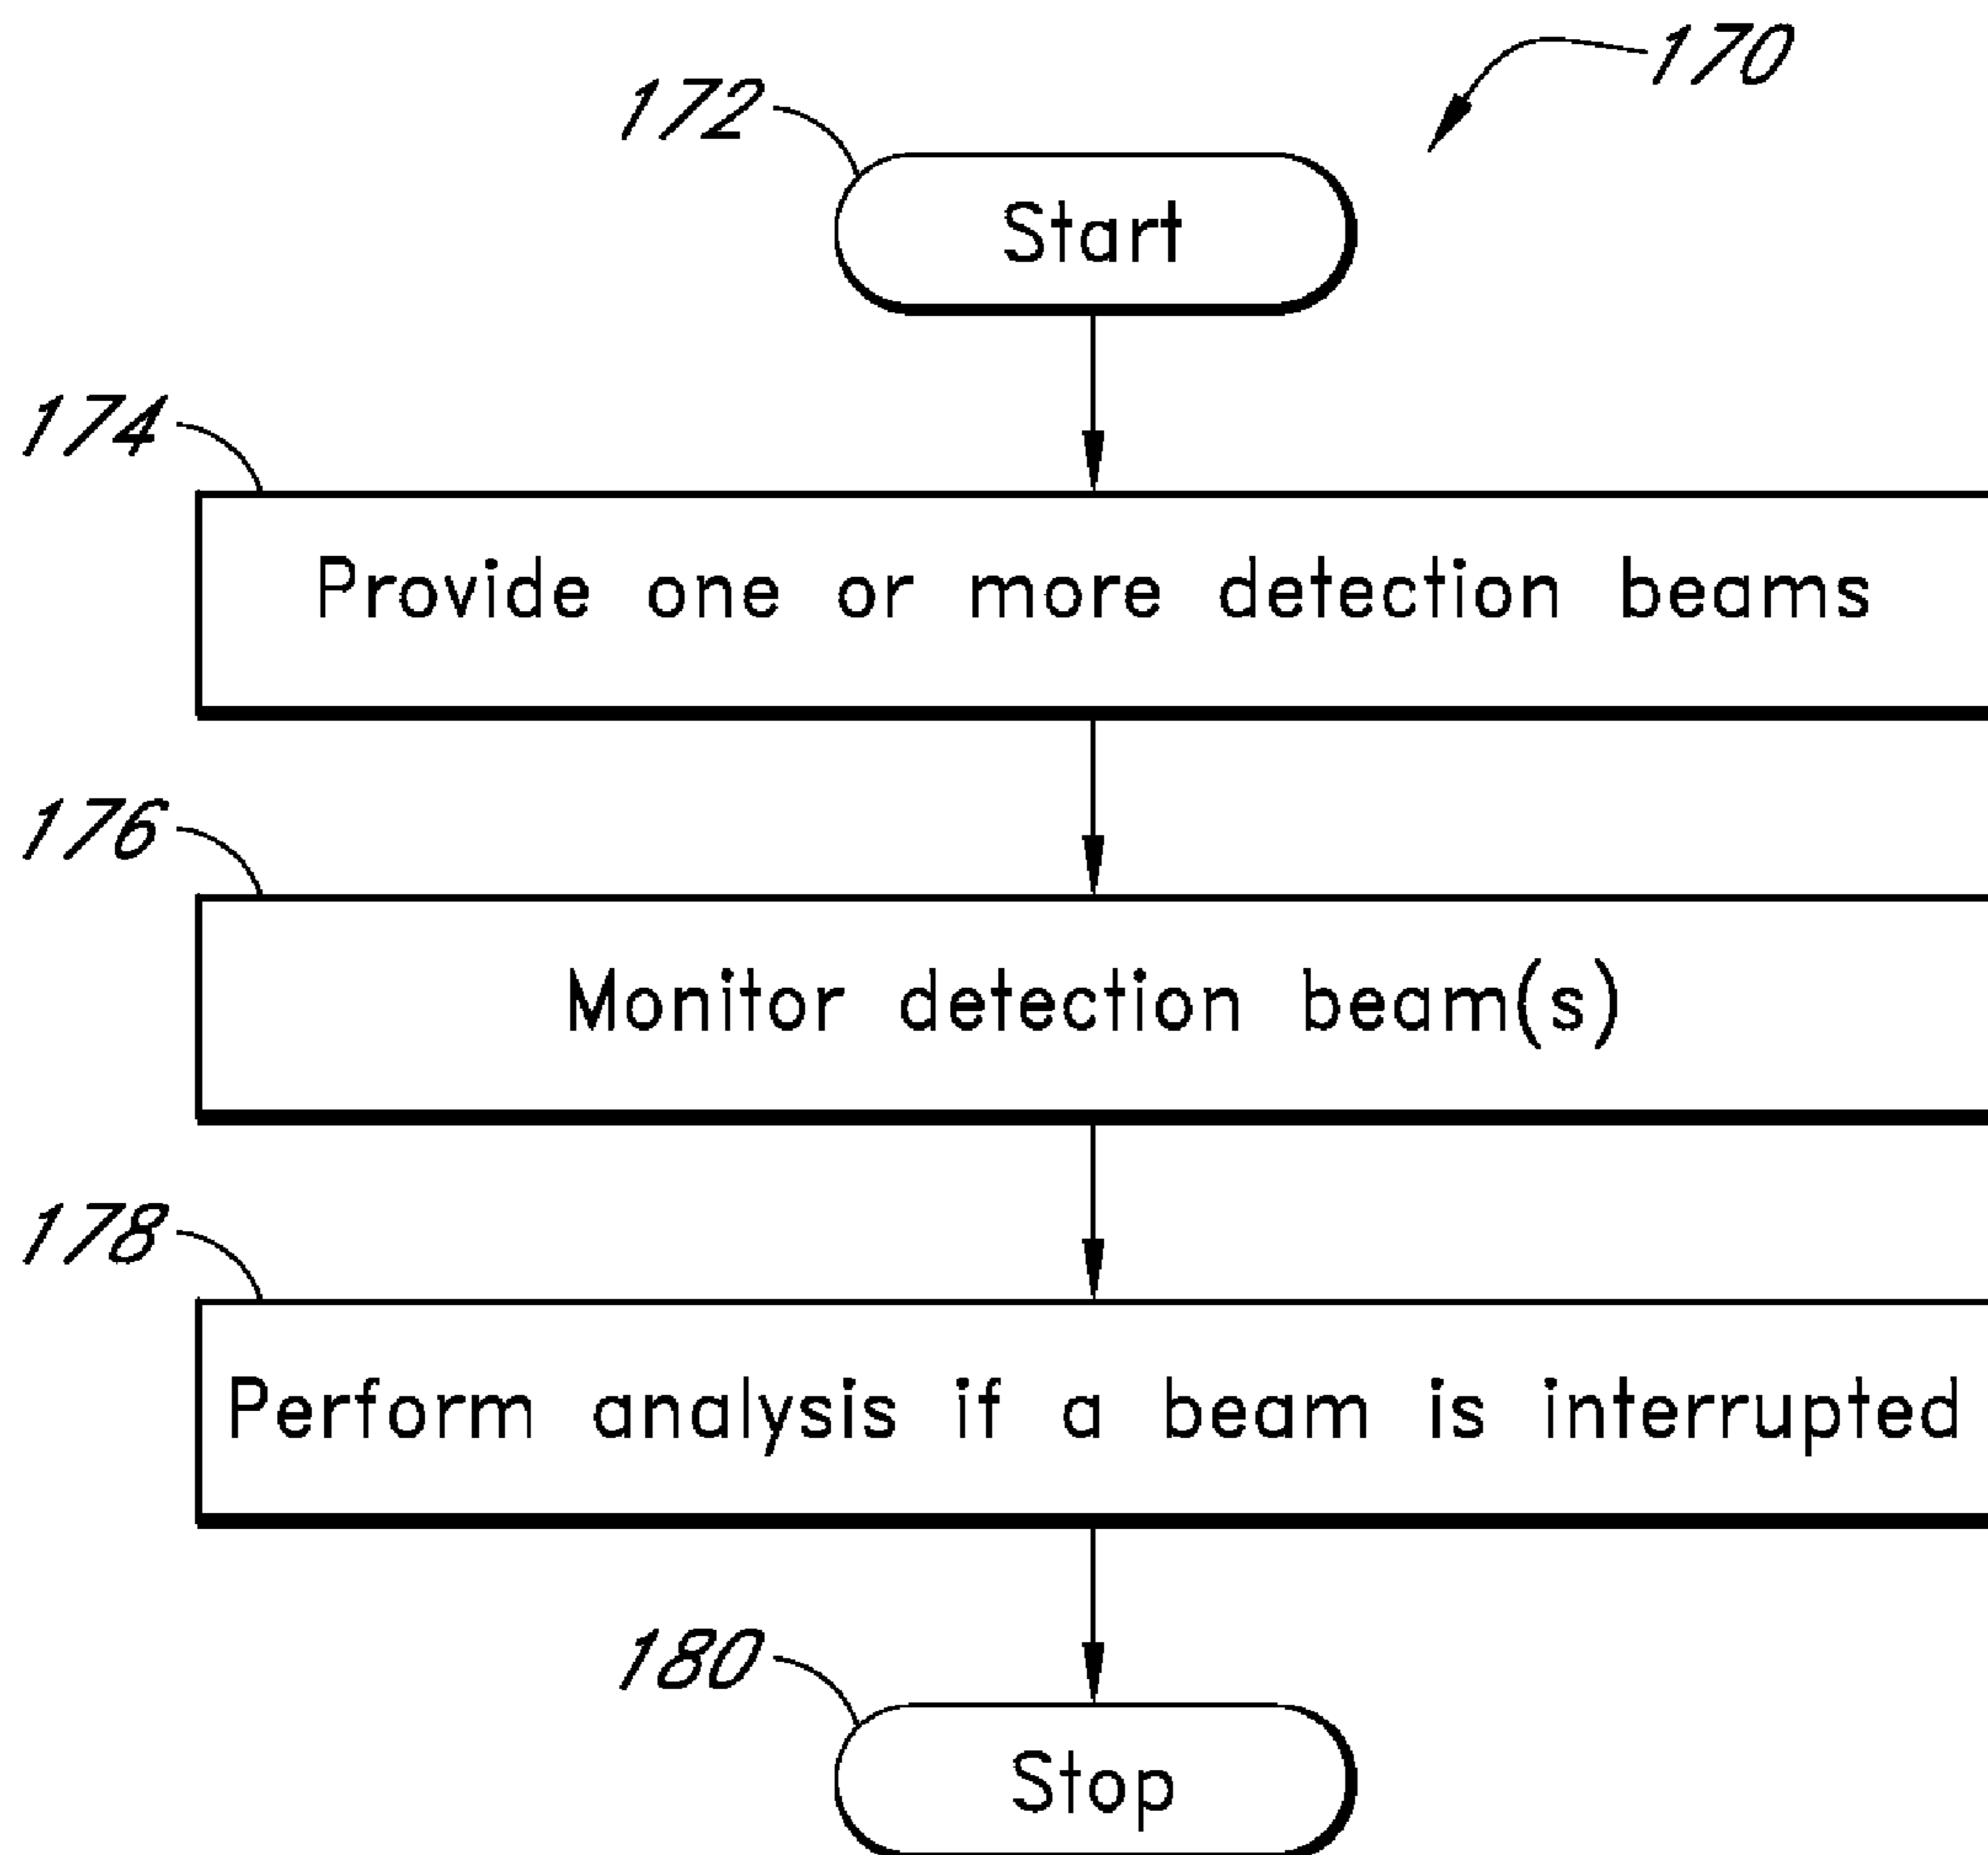 170
172
Start
174
Provide one or more detection beams
176
Monitor detection beam(s)
178
Perform analysis if a beam is interrupted
180
Stop